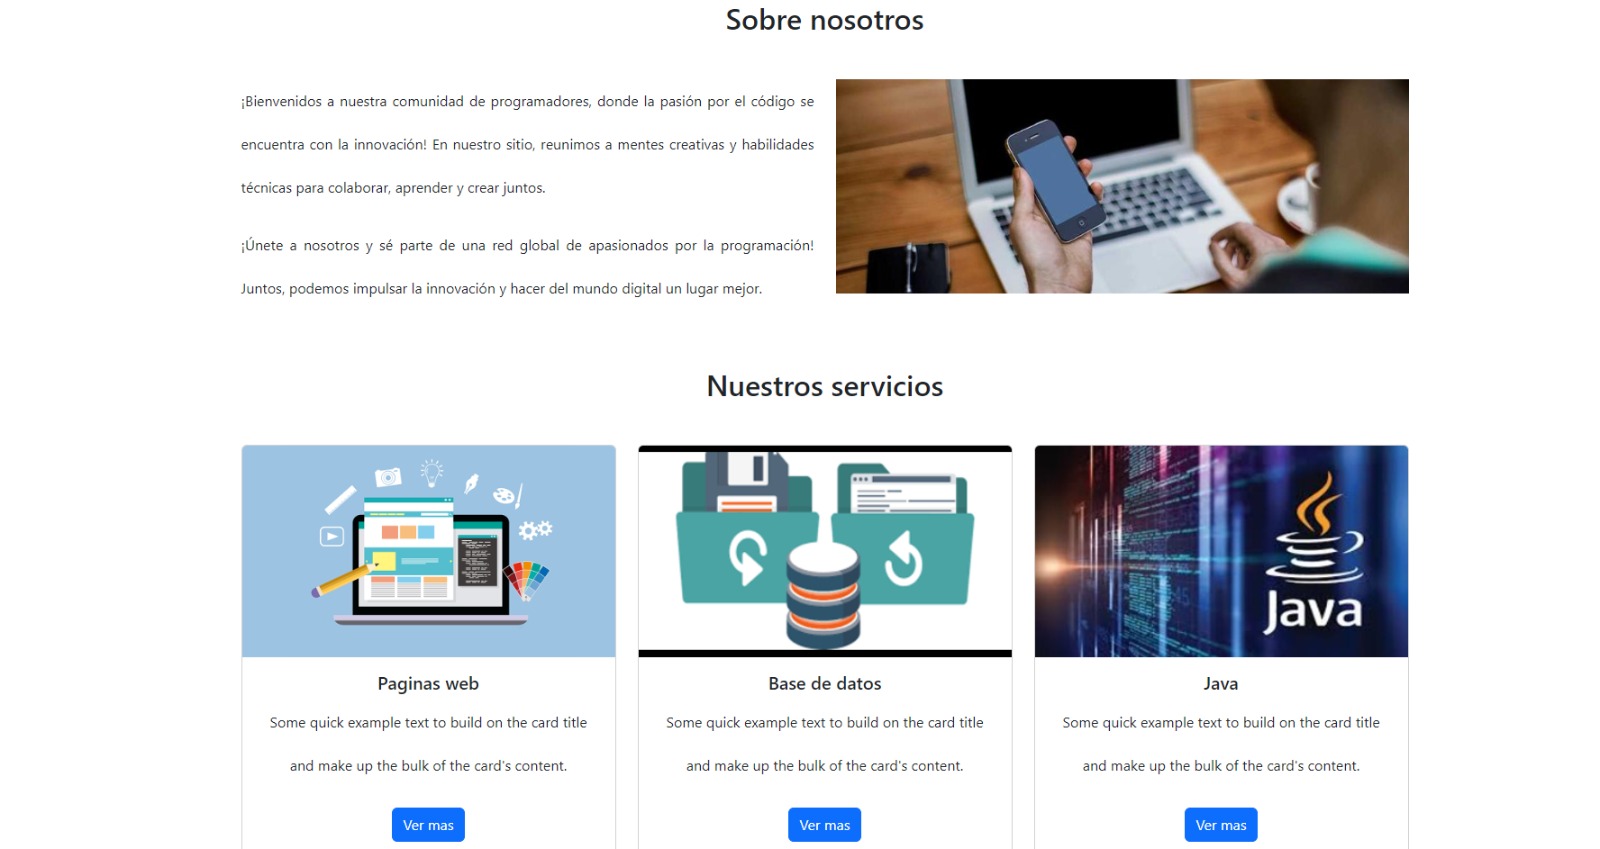 Sobre nosotros
¡Bienvenidos a nuestra comunidad de programadores, donde la pasión por el código se
encuentra con la innovación! En nuestro sitio, reunimos a mentes creativas y habilidades
técnicas para colaborar, aprender y crear juntos.
¡Únete a nosotros y sé parte de una red global de apasionados por la programación!
Juntos, podemos impulsar la innovación y hacer del mundo digital un lugar mejor.
Nuestros servicios
Java
Paginas web
Some quick example text to build on the card title
and make up the bulk of the card's content.
Ver mas
Base de datos
Some quick example text to build on the card title
and make up the bulk of the card's content.
Ver mas
Java
Some quick example text to build on the card title
and make up the bulk of the card's content.
Ver mas